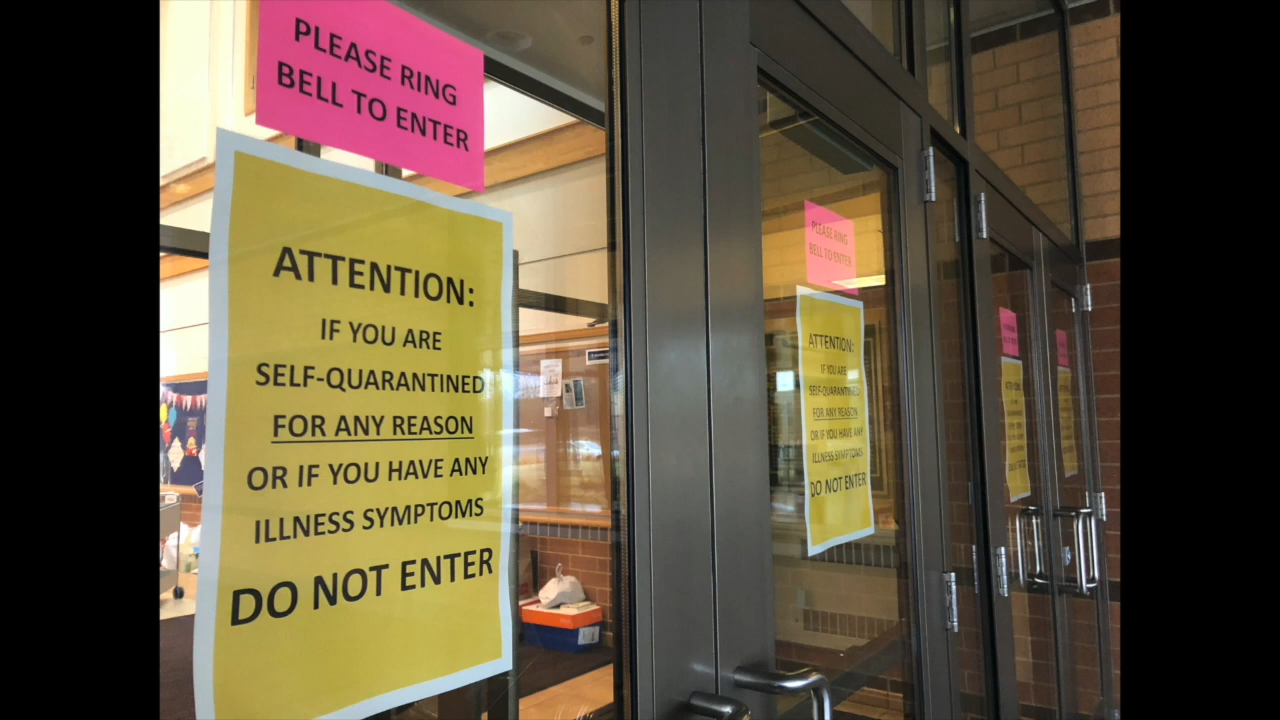 PLEASE RING
BELL TO ENTER
ATTENTION:
IF YOU ARE
SELF-QUARANTINED
FOR ANY REASON
OR IF YOU HAVE ANY
ILLNESS SYMPTOMS
DO NOT ENTER
PLEASE RING
BELL TO ENTER
ATTENTION:
IF YOU ARE
SELF-QUARANTINED
FOR ANY REASON
OR IF YOU HAVE ANY
ILLNESS SYMPTOMS
DO NOT ENTER